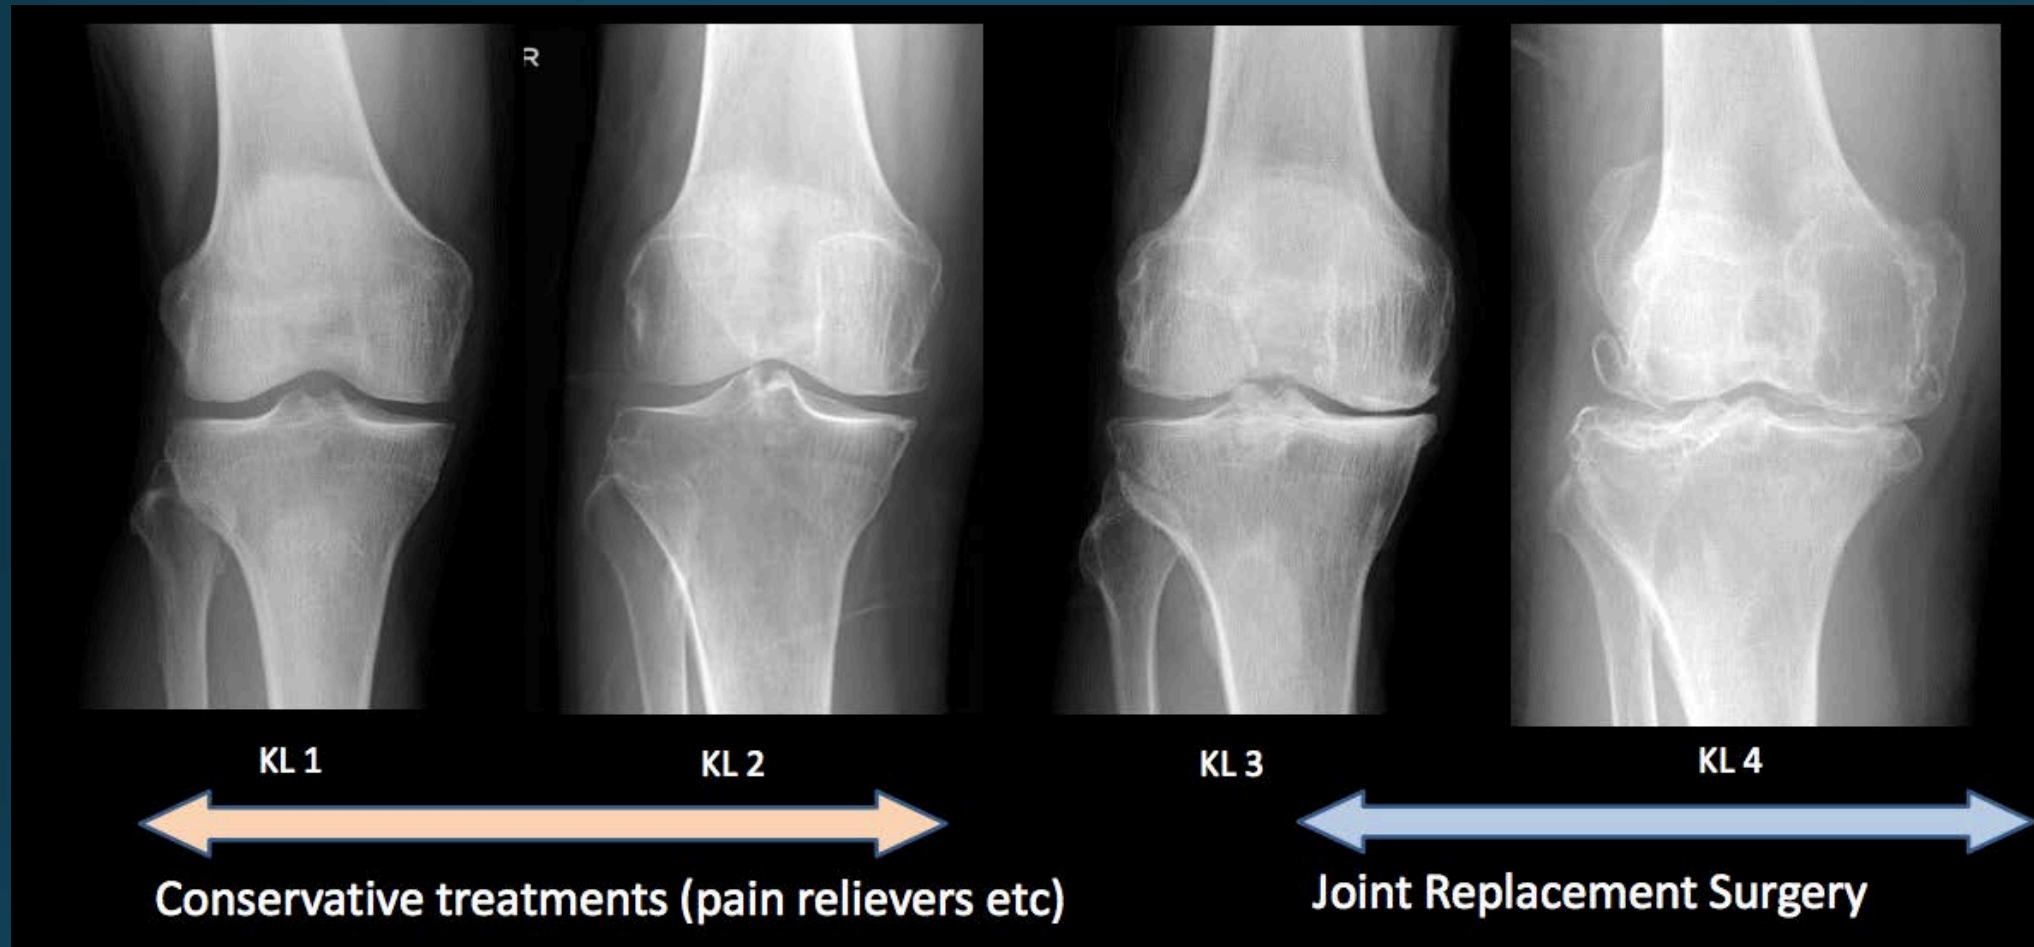 R
KL 1
KL 2
KL 3
KL 4
Conservative treatments (pain relievers etc)
Joint Replacement Surgery